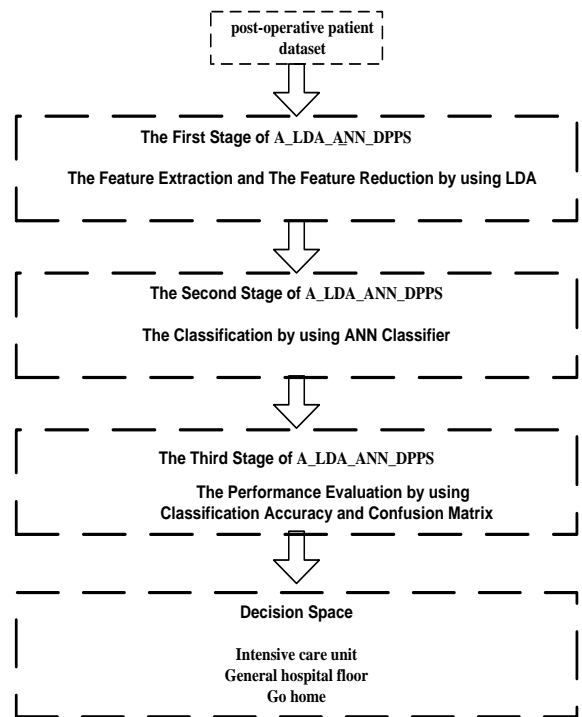 post-operative patient
dataset
The First Stage of A_LDA_ANN_DPPS
The Feature Extraction and The Feature Reduction by using LDA
The Second Stage of A_LDA_ANN_DPPS
The Classification by using ANN Classifier
The Third Stage of A_LDA_ANN_DPPS
The Performance Evaluation by using
Classification Accuracy and Confusion Matrix
Decision Space
Intensive care unit
General hospital floor
Go home